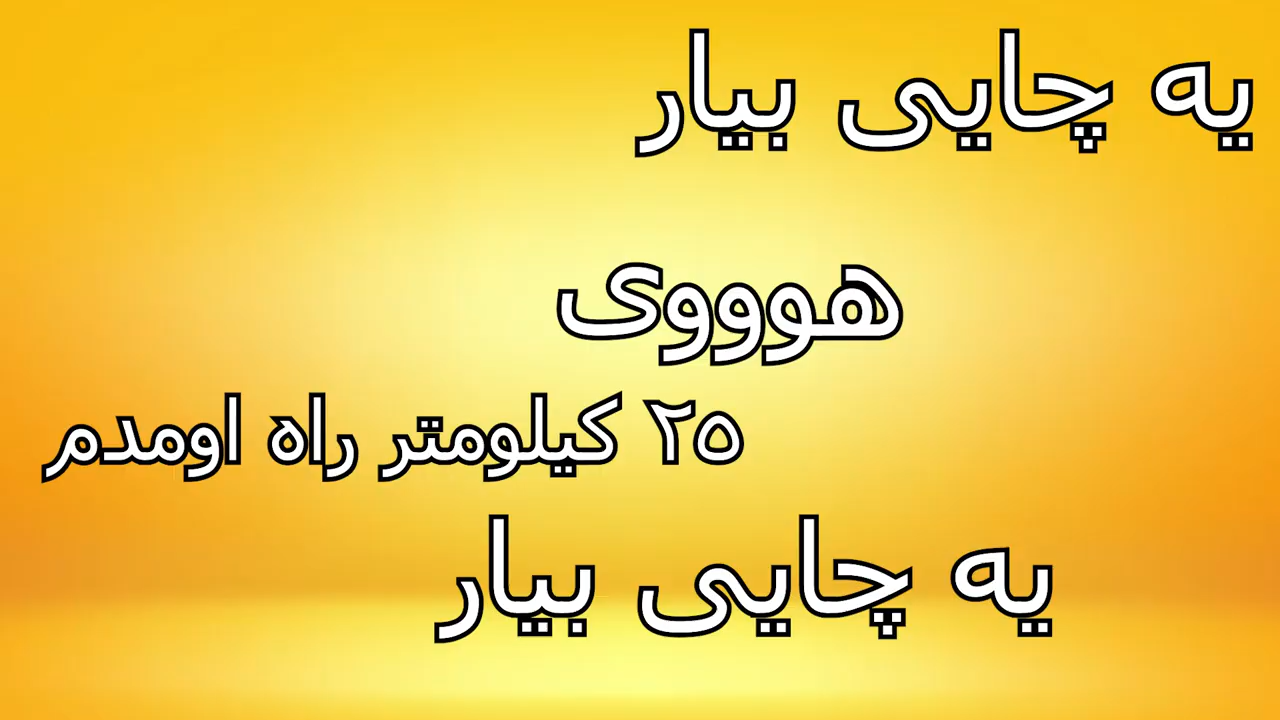 یه چایی بیار
هوووی
۲۵ کیلومتر راه اومدم
یه چایی بیار